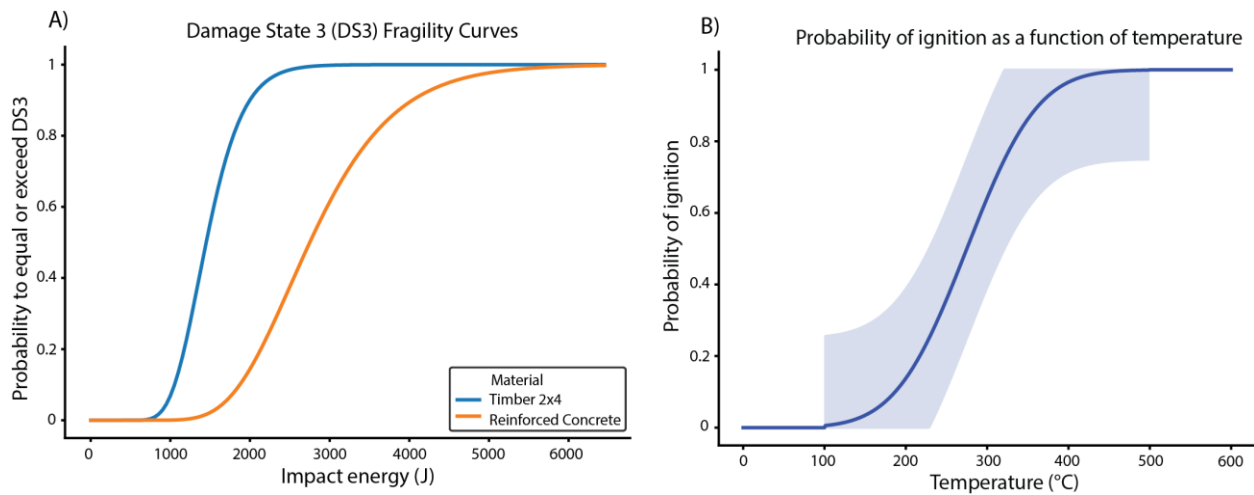 A)
Damage State 3 (DS3) Fragility Curves
Probability to equal or exceed DS3
1
0.8
0.6
0.4
0.2
0
0 1000 2000 3000 4000 5000 6000
Impact energy (J)
Material
Timber 2x4
Reinforced Concrete
B)
Probability of ignition as a function of temperature
Probability of ignition
1
0.8
0.6
0.4
0.2
0
0 100 200 300 400 500 600
Temperature (°C)